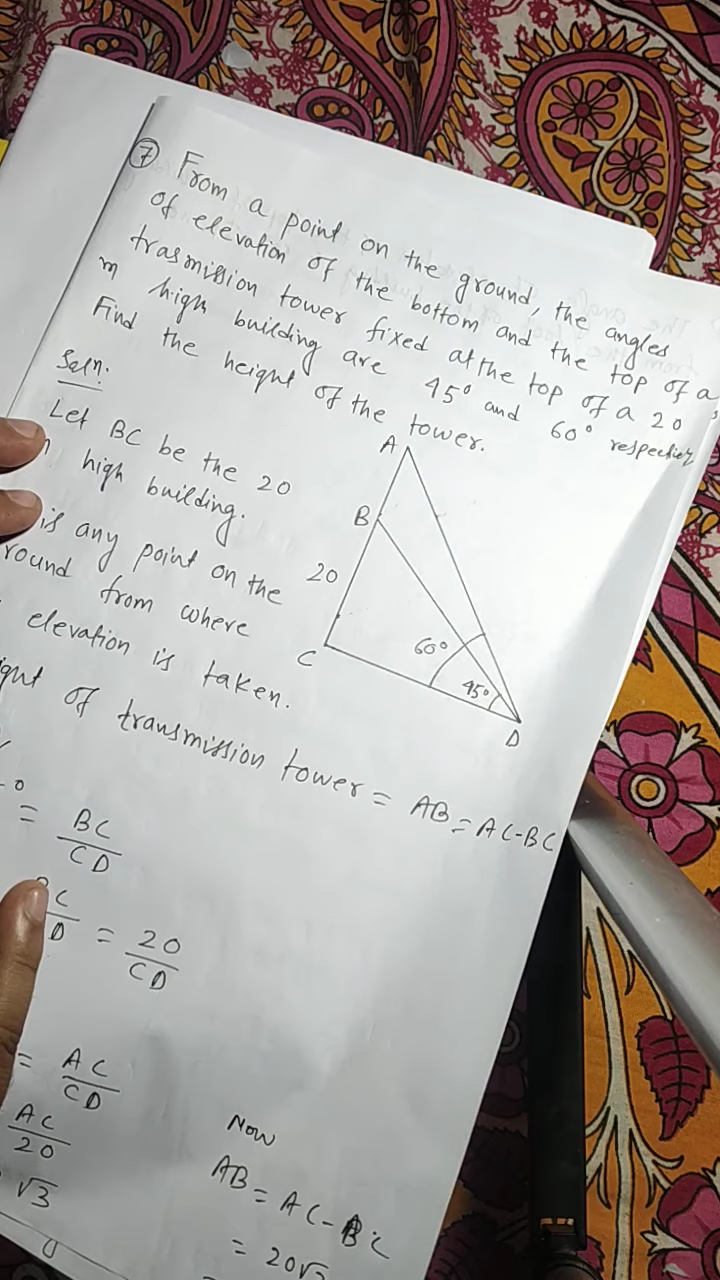 7 From a point on the ground, the angles
of elevation of the bottom and the top of a
trasmission tower fixed at the top of a 20
m high building are 45° and 60° respectively
Find the height of the tower.
Soln.
Let BC be the 20
high building.
is any point on the
round from where
elevation is taken.
A
B
20
C
60°
45°
D
of transmission tower = AB = AC-BC
= BC
CD
= 20
CD
= AC
CD
AC
20
√3
Now
AB = AC-BC
= 20√3